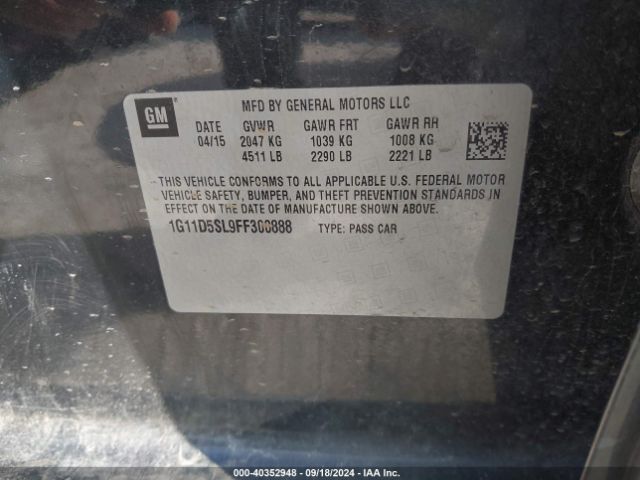 GM
MFD BY GENERAL MOTORS LLC
DATE GVWR GAWR FRT GAWR RR
04/15 2047 KG 1039 KG 1008 KG
4511 LB 2290 LB 2221 LB
THIS VEHICLE CONFORMS TO ALL APPLICABLE U.S. FEDERAL MOTOR
VEHICLE SAFETY, BUMPER, AND THEFT PREVENTION STANDARDS IN
EFFECT ON THE DATE OF MANUFACTURE SHOWN ABOVE.
1G11D5SL9FF300888 TYPE: PASS CAR
000-40352948 - 09/18/2024 - IAA Inc.